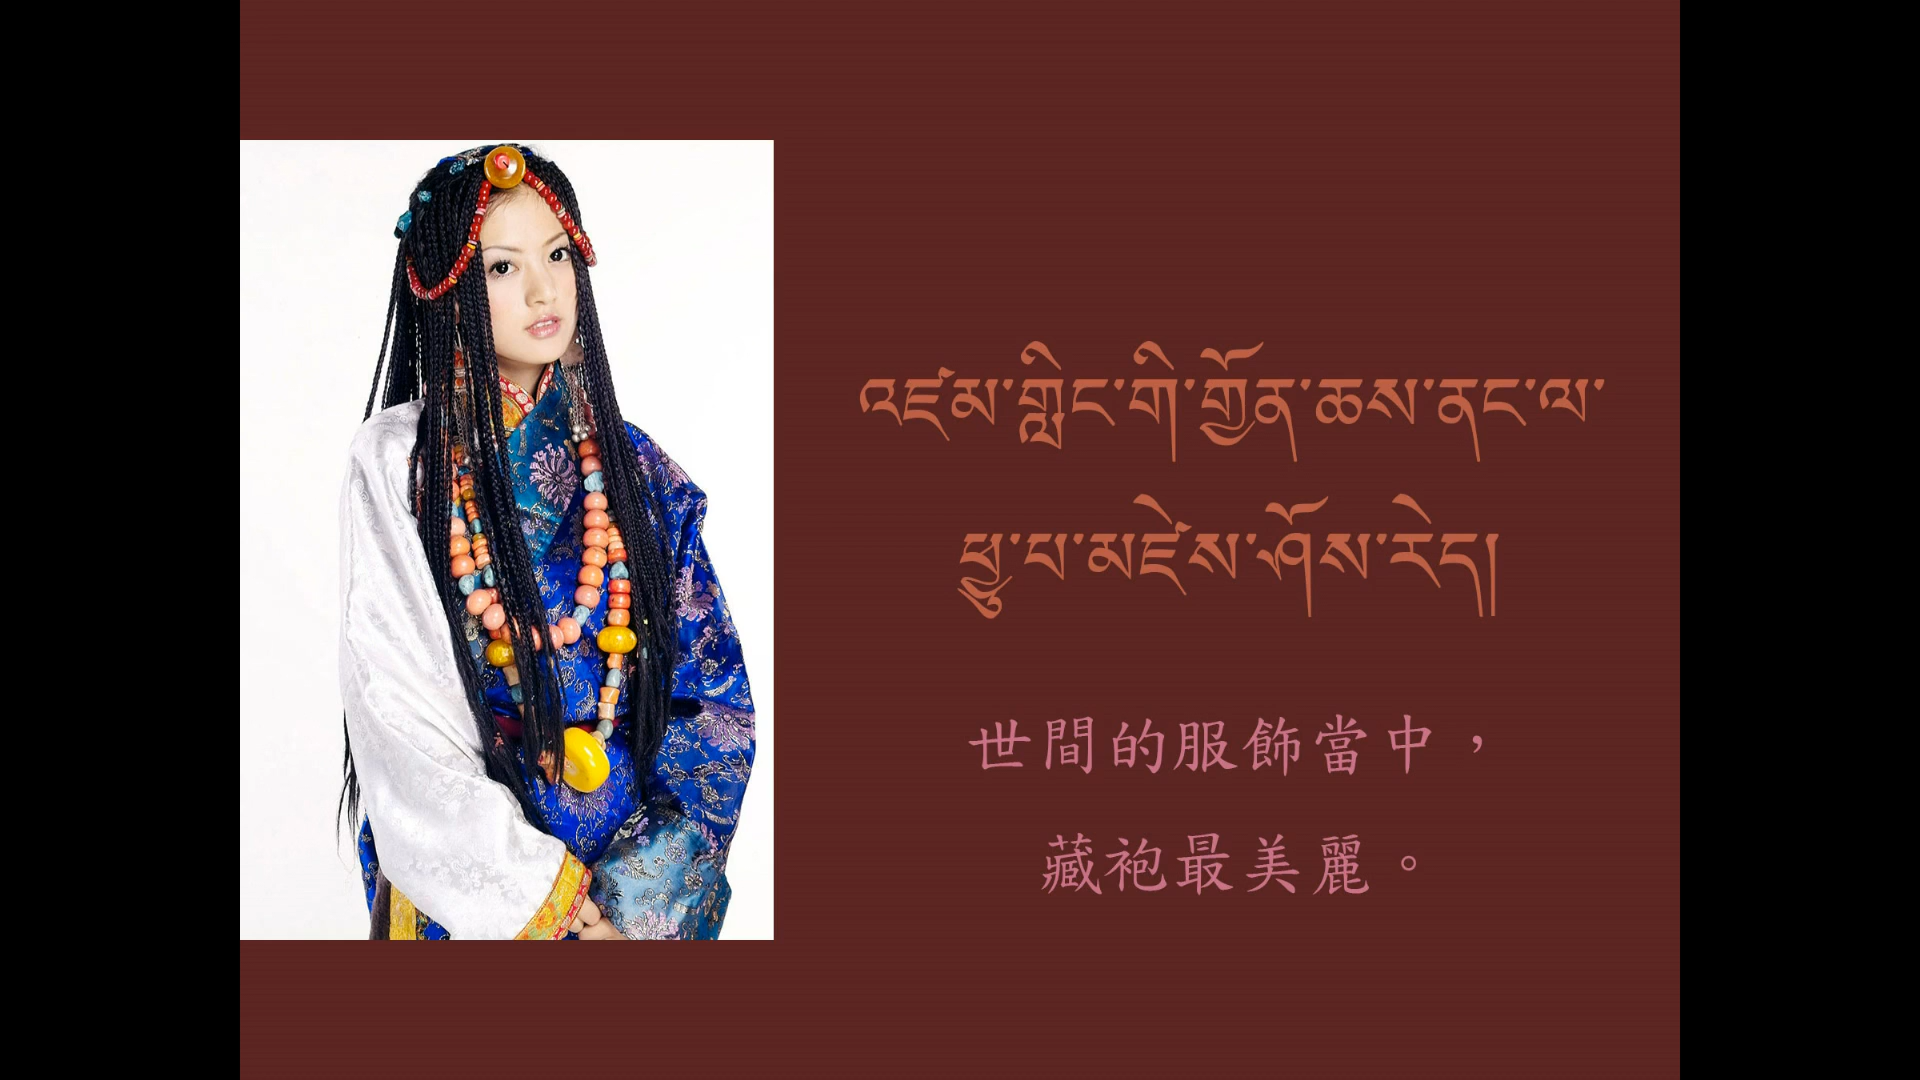 འཛམ་གླིང་གི་གྱོན་ཆས་ནང་ལ་
ཕྱུ་པ་མཛེས་ཤོས་རེད།
世間的服飾當中，
藏袍最美麗。